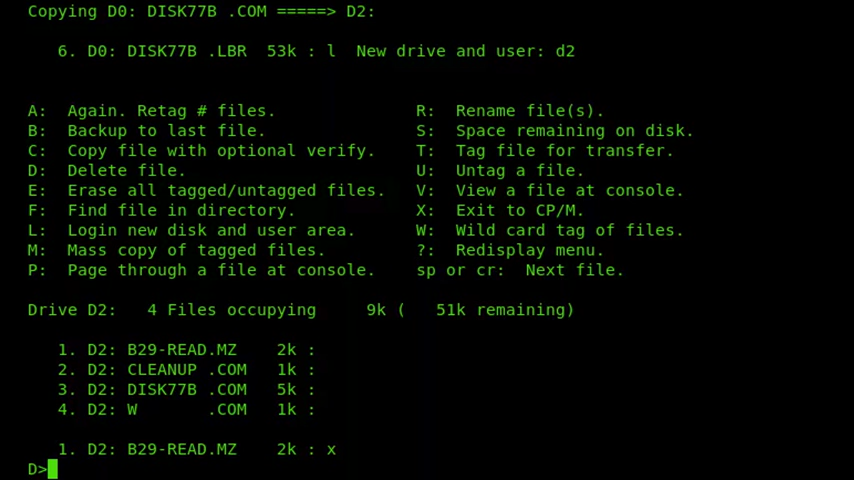 Copying D0: DISK77B .COM =====> D2:
6. D0: DISK77B .LBR  53k : l  New drive and user: d2
A:  Again. Retag # files.               R:  Rename file(s).
B:  Backup to last file.                S:  Space remaining on disk.
C:  Copy file with optional verify.     T:  Tag file for transfer.
D:  Delete file.                        U:  Untag a file.
E:  Erase all tagged/untagged files.    V:  View a file at console.
F:  Find file in directory.             X:  Exit to CP/M.
L:  Login new disk and user area.       W:  Wild card tag of files.
M:  Mass copy of tagged files.          ?:  Redisplay menu.
P:  Page through a file at console.     sp or cr:  Next file.
Drive D2:   4 Files occupying     9k (   51k remaining)
1. D2: B29-READ.MZ    2k :
2. D2: CLEANUP .COM   1k :
3. D2: DISK77B .COM   5k :
4. D2: W       .COM   1k :
1. D2: B29-READ.MZ    2k : x
D>